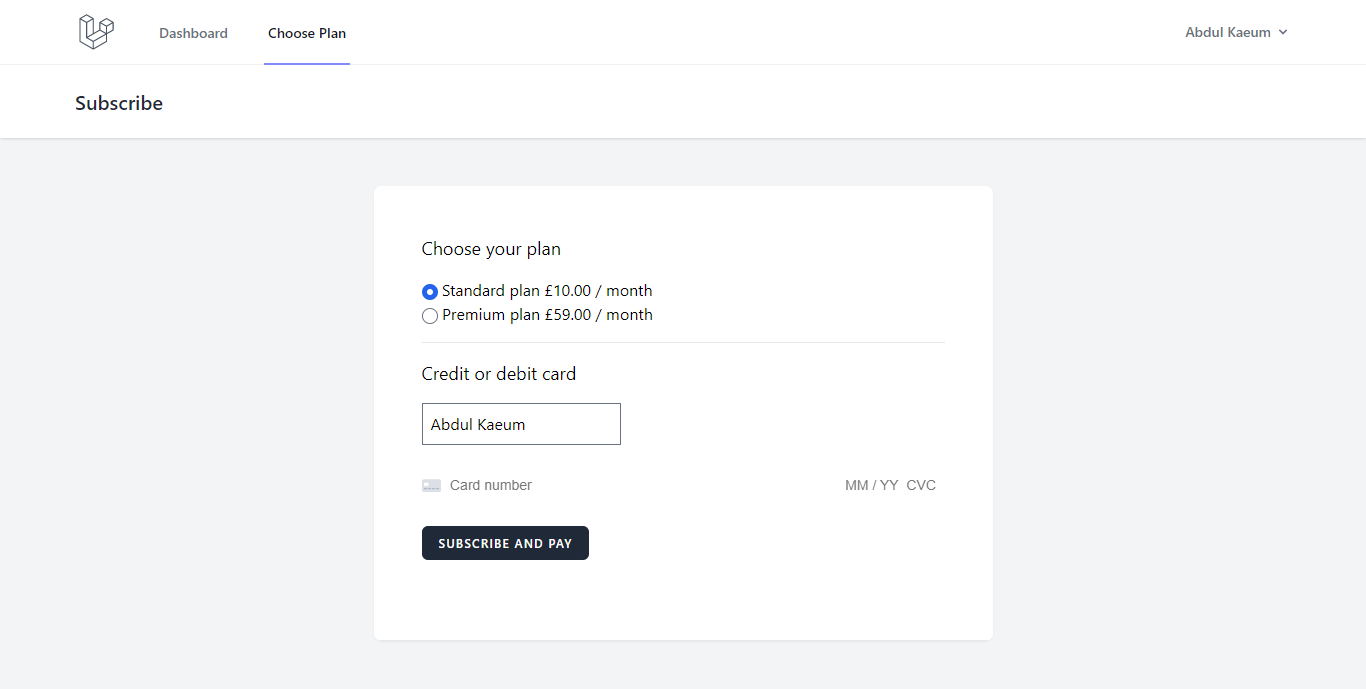 Dashboard Choose Plan Abdul Kaeum
Subscribe
Choose your plan
Standard plan £10.00 / month
Premium plan £59.00 / month
Credit or debit card
Abdul Kaeum
Card number MM / YY CVC
SUBSCRIBE AND PAY